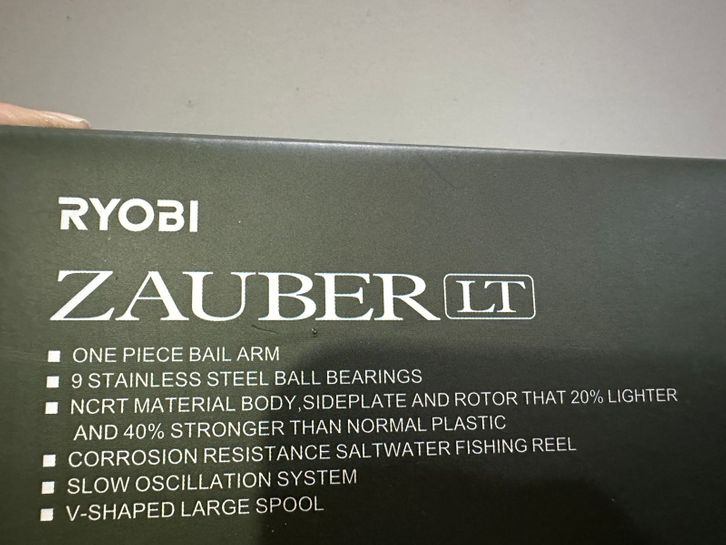 RYOBI
ZAUBER LT
■ ONE PIECE BAIL ARM
■ 9 STAINLESS STEEL BALL BEARINGS
■ NCRT MATERIAL BODY,SIDEPLATE AND ROTOR THAT 20% LIGHTER
AND 40% STRONGER THAN NORMAL PLASTIC
■ CORROSION RESISTANCE SALTWATER FISHING REEL
■ SLOW OSCILLATION SYSTEM
■ V-SHAPED LARGE SPOOL